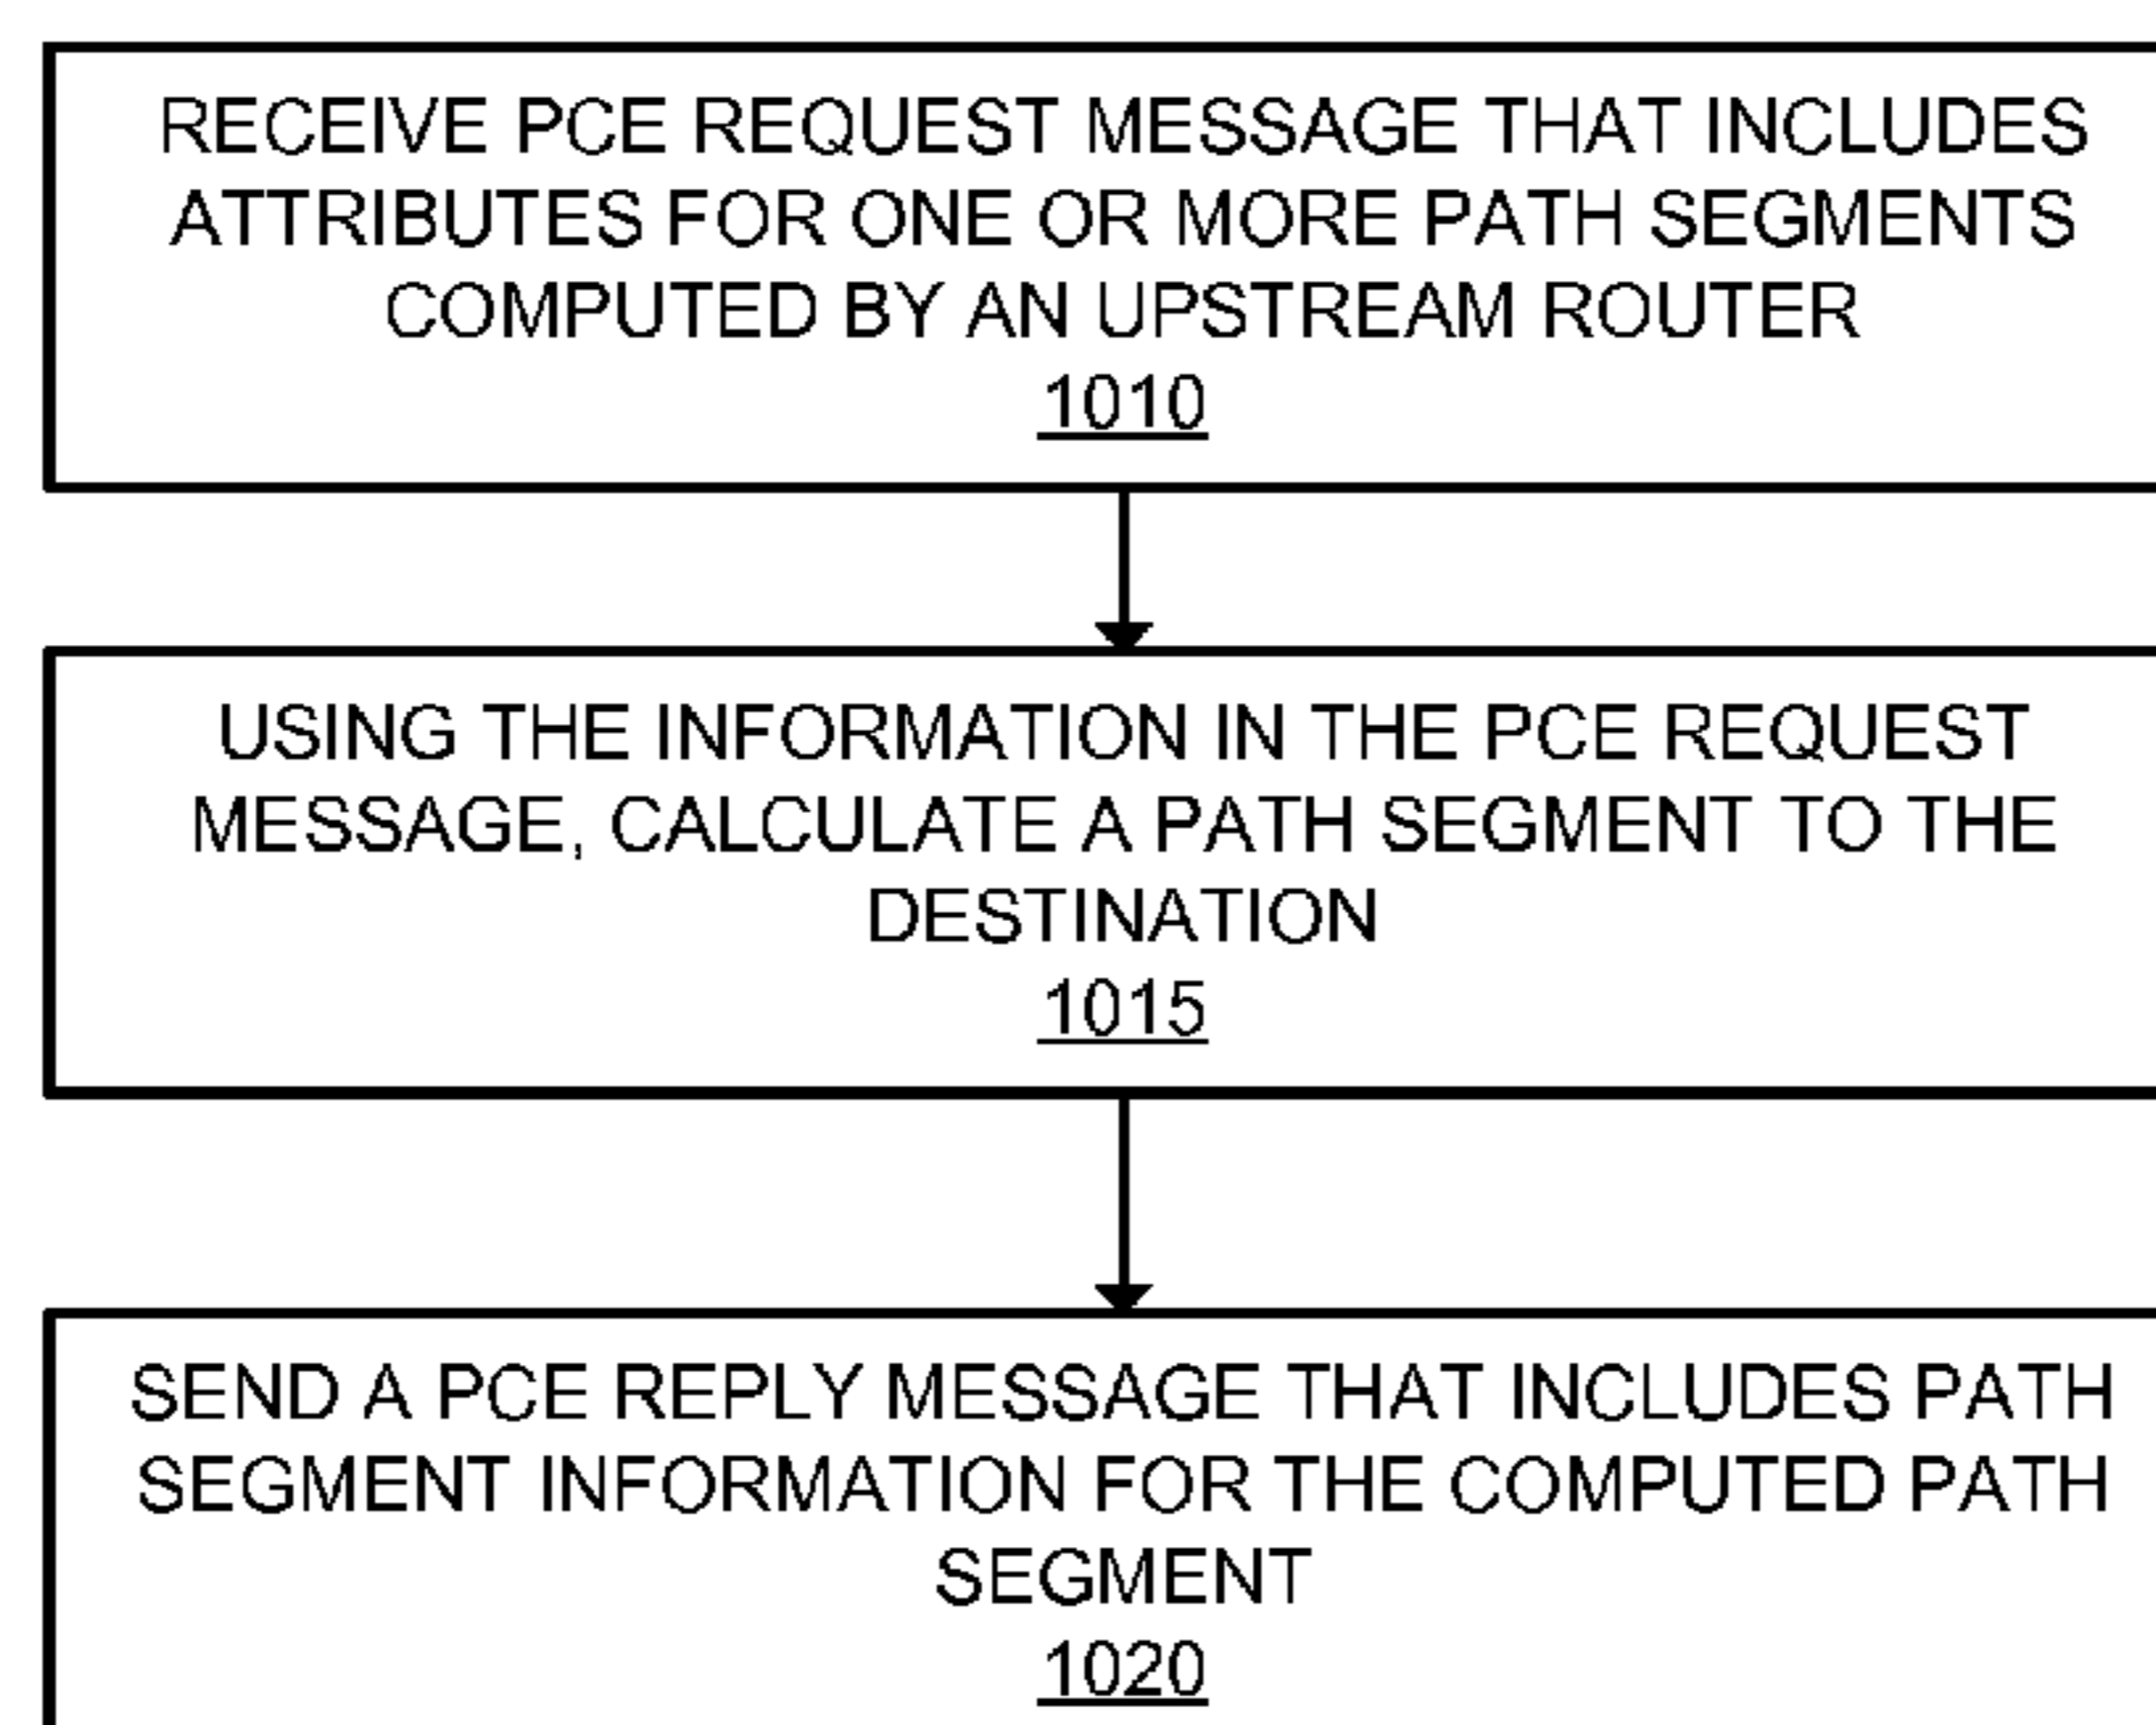 RECEIVE PCE REQUEST MESSAGE THAT INCLUDES
ATTRIBUTES FOR ONE OR MORE PATH SEGMENTS
COMPUTED BY AN UPSTREAM ROUTER
1010
USING THE INFORMATION IN THE PCE REQUEST
MESSAGE, CALCULATE A PATH SEGMENT TO THE
DESTINATION
1015
SEND A PCE REPLY MESSAGE THAT INCLUDES PATH
SEGMENT INFORMATION FOR THE COMPUTED PATH
SEGMENT
1020